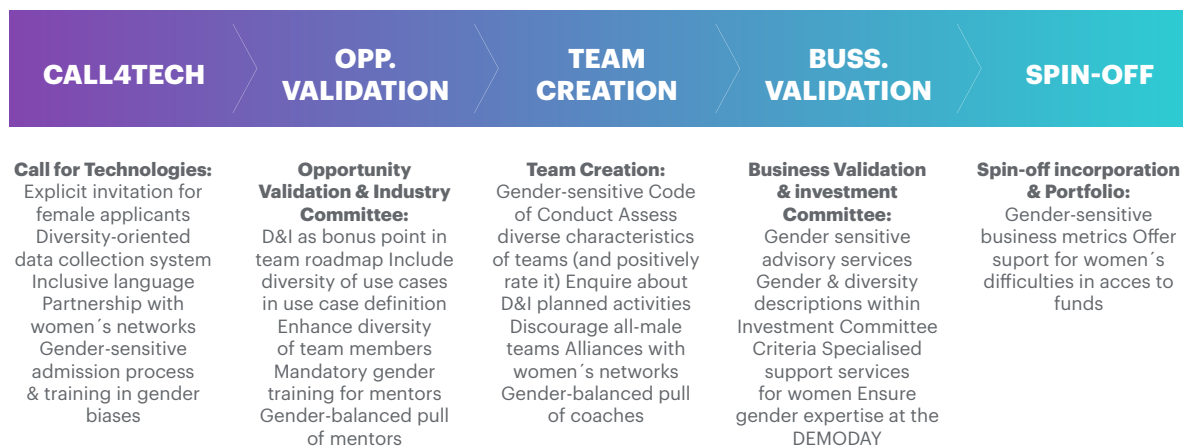 CALL4TECH
OPP.
VALIDATION
TEAM
CREATION
BUSS.
VALIDATION
SPIN-OFF
Call for Technologies:
Explicit invitation for
female applicants
Diversity-oriented
data collection system
Inclusive language
Partnership with
women´s networks
Gender-sensitive
admission process
& training in gender
biases
Opportunity
Validation & Industry
Committee:
D&I as bonus point in
team roadmap Include
diversity of use cases
in use case definition
Enhance diversity
of team members
Mandatory gender
training for mentors
Gender-balanced pull
of mentors
Team Creation:
Gender-sensitive Code
of Conduct Assess
diverse characteristics
of teams (and positively
rate it) Enquire about
D&I planned activities
Discourage all-male
teams Alliances with
women´s networks
Gender-balanced pull
of coaches
Business Validation
& investment
Committee:
Gender sensitive
advisory services
Gender & diversity
descriptions within
Investment Committee
Criteria Specialised
support services
for women Ensure
gender expertise at the
DEMODAY
Spin-off incorporation
& Portfolio:
Gender-sensitive
business metrics Offer
suport for women´s
difficulties in acces to
funds